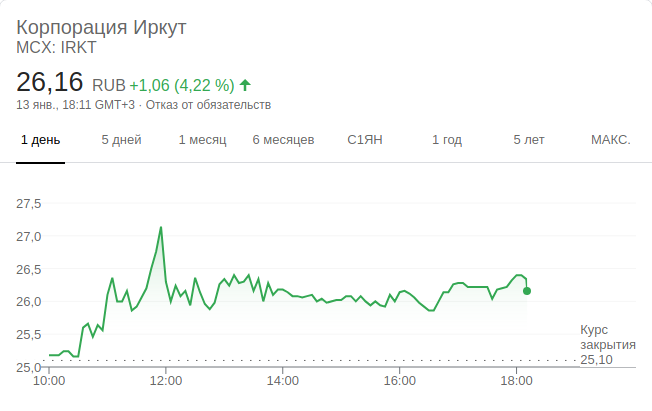 Корпорация Иркут
MCX: IRKT
26,16 RUB +1,06 (4,22 %)
13 янв., 18:11 GMT+3 · Отказ от обязательств
1 день 5 дней 1 месяц 6 месяцев С1ЯН 1 год 5 лет МАКС.
27,5
27,0
26,5
26,0
25,5
25,0
Курс
закрытия
25,10
10:00 12:00 14:00 16:00 18:00